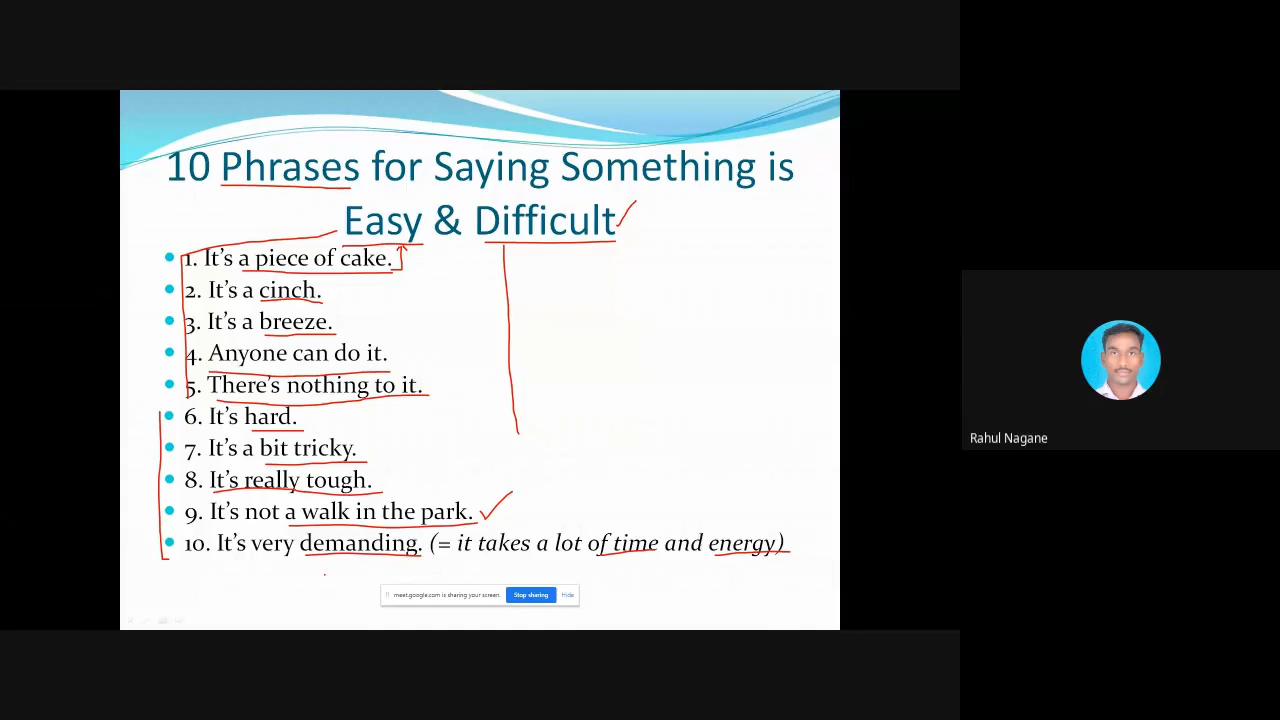 10 Phrases for Saying Something is
Easy & Difficult
1. It's a piece of cake.
2. It's a cinch.
3. It's a breeze.
4. Anyone can do it.
5. There's nothing to it.
6. It's hard.
7. It's a bit tricky.
8. It's really tough.
9. It's not a walk in the park.
10. It's very demanding. (= it takes a lot of time and energy)
meet.google.com is sharing your screen. Stop sharing Hide
Rahul Nagane